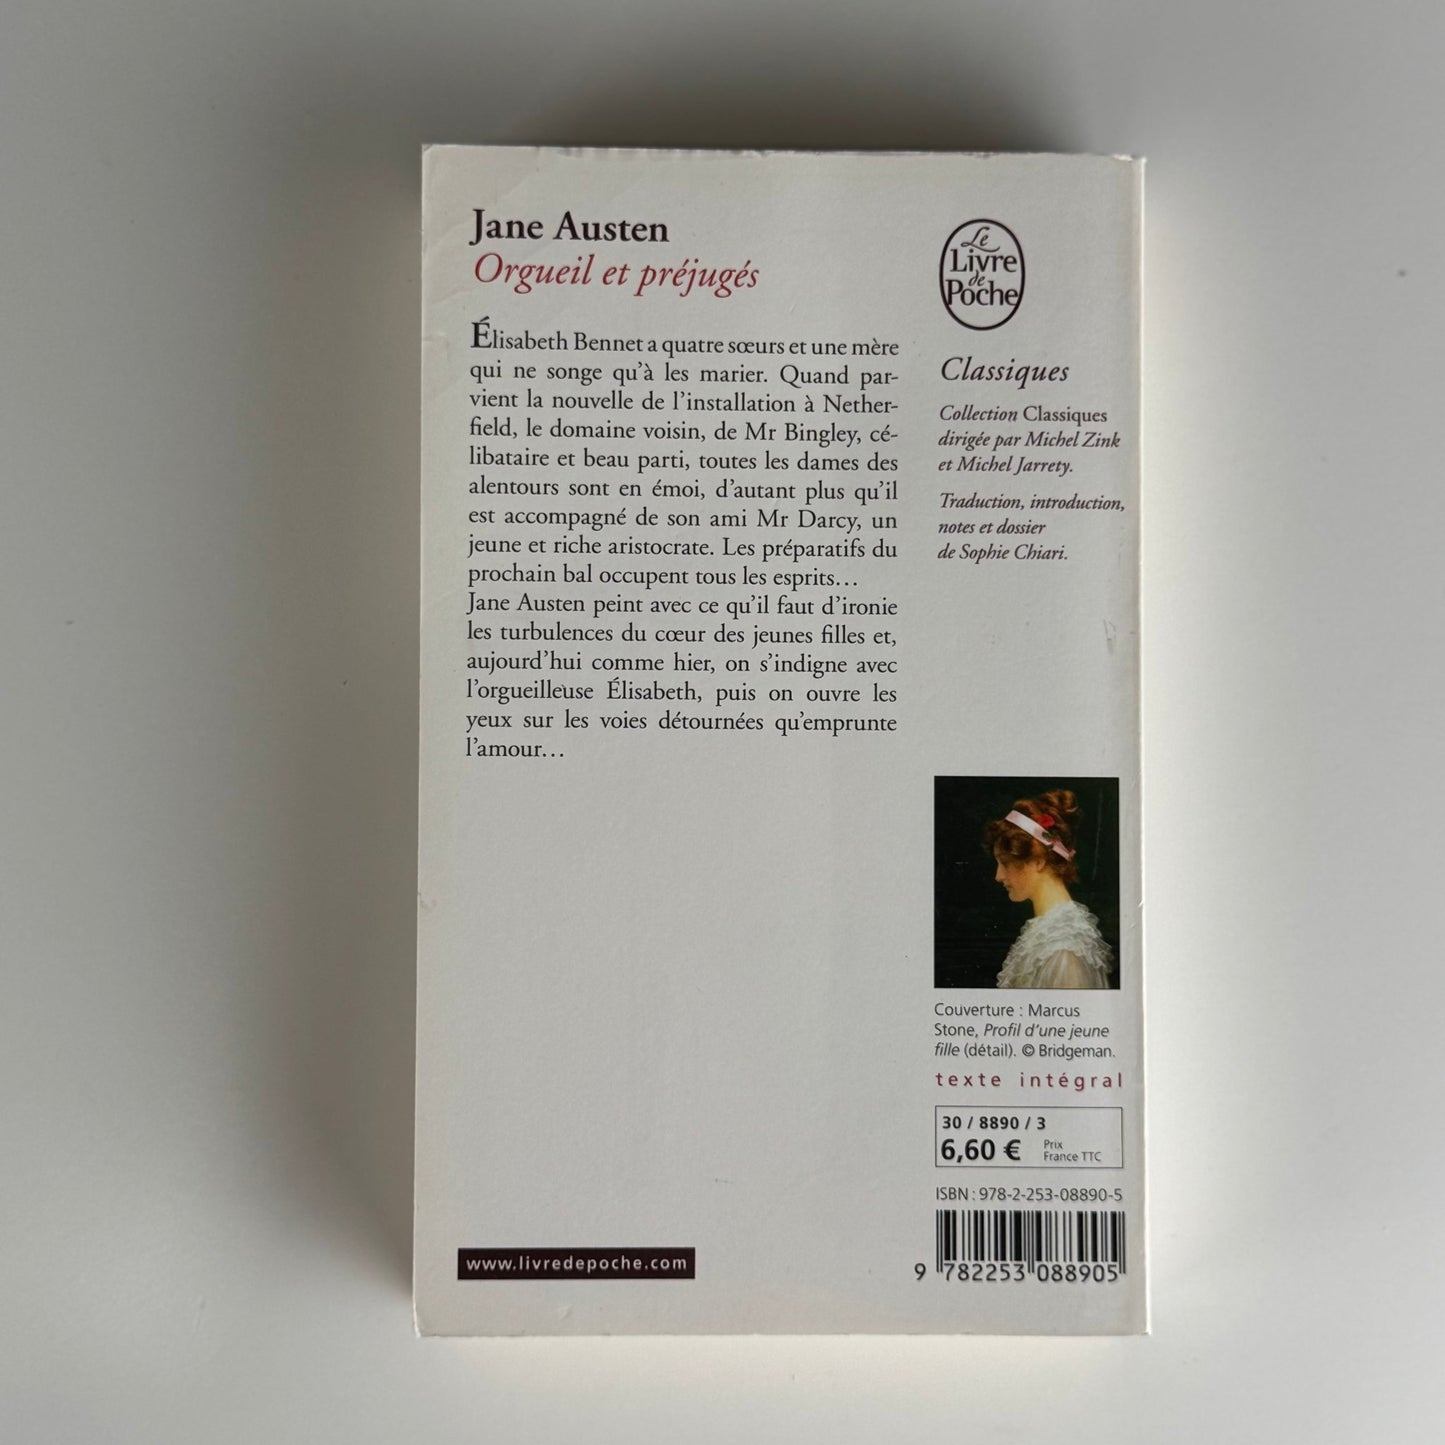 Jane Austen
Orgueil et préjugés
Élisabeth Bennet a quatre sœurs et une mère
qui ne songe qu'à les marier. Quand par-
vient la nouvelle de l'installation à Nether-
field, le domaine voisin, de Mr Bingley, cé-
libataire et beau parti, toutes les dames des
alentours sont en émoi, d'autant plus qu'il
est accompagné de son ami Mr Darcy, un
jeune et riche aristocrate. Les préparatifs du
prochain bal occupent tous les esprits…
Jane Austen peint avec ce qu'il faut d'ironie
les turbulences du cœur des jeunes filles et,
aujourd'hui comme hier, on s'indigne avec
l'orgueilleuse Élisabeth, puis on ouvre les
yeux sur les voies détournées qu'emprunte
l'amour…
www.livredepoche.com
Le
Livre
de
Poche
Classiques
Collection Classiques
dirigée par Michel Zink
et Michel Jarrety.
Traduction, introduction,
notes et dossier
de Sophie Chiari.
Couverture : Marcus
Stone, Profil d'une jeune
fille (détail). © Bridgeman.
texte intégral
30 / 8890 / 3
6,60 € Prix
France TTC
ISBN : 978-2-253-08890-5
9 782253 088905